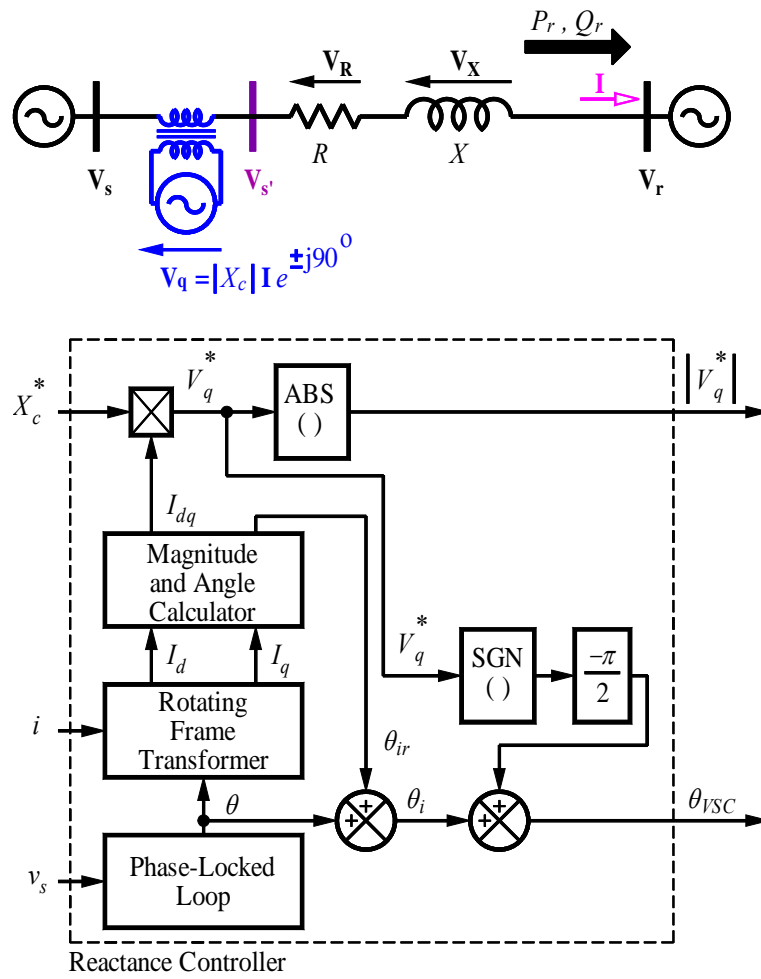 P_r , Q_r
V_R
V_X
I
R
X
V_s
V_s'
V_r
V_q = |X_c| I e^±j90°
X_c^*
V_q^*
ABS
( )
|V_q^*|
I_dq
Magnitude
and Angle
Calculator
I_d
I_q
V_q^*
SGN
( )
−π
2
i
Rotating
Frame
Transformer
θ_ir
θ
+
+
θ_i
+
+
θ_VSC
v_s
Phase-Locked
Loop
Reactance Controller